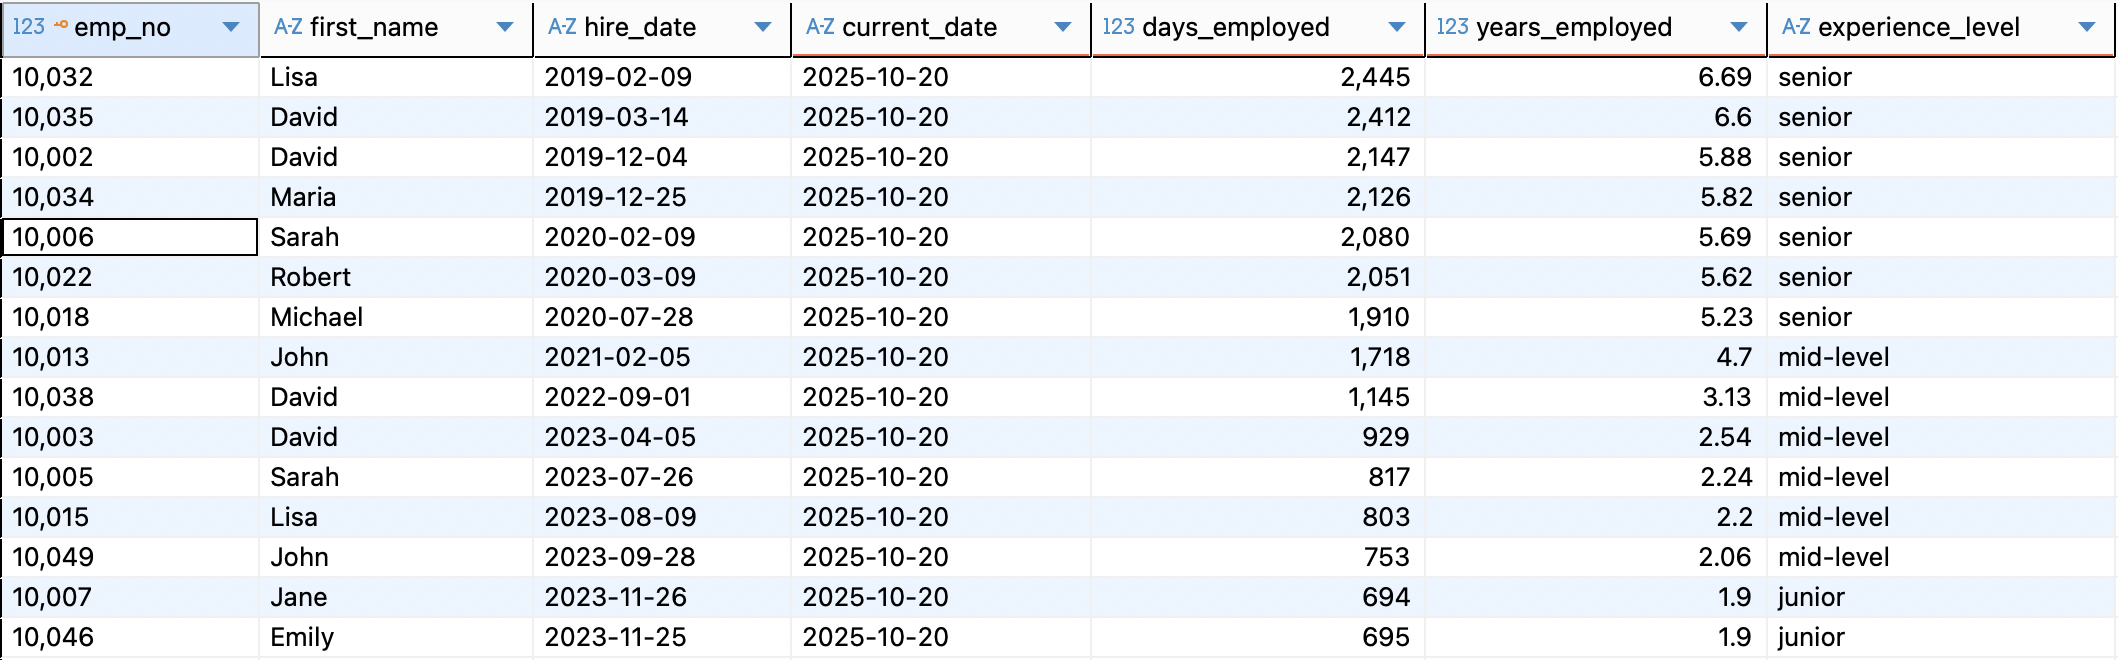 123 emp_no A-Z first_name A-Z hire_date A-Z current_date 123 days_employed 123 years_employed A-Z experience_level
10,032 Lisa 2019-02-09 2025-10-20 2,445 6.69 senior
10,035 David 2019-03-14 2025-10-20 2,412 6.6 senior
10,002 David 2019-12-04 2025-10-20 2,147 5.88 senior
10,034 Maria 2019-12-25 2025-10-20 2,126 5.82 senior
10,006 Sarah 2020-02-09 2025-10-20 2,080 5.69 senior
10,022 Robert 2020-03-09 2025-10-20 2,051 5.62 senior
10,018 Michael 2020-07-28 2025-10-20 1,910 5.23 senior
10,013 John 2021-02-05 2025-10-20 1,718 4.7 mid-level
10,038 David 2022-09-01 2025-10-20 1,145 3.13 mid-level
10,003 David 2023-04-05 2025-10-20 929 2.54 mid-level
10,005 Sarah 2023-07-26 2025-10-20 817 2.24 mid-level
10,015 Lisa 2023-08-09 2025-10-20 803 2.2 mid-level
10,049 John 2023-09-28 2025-10-20 753 2.06 mid-level
10,007 Jane 2023-11-26 2025-10-20 694 1.9 junior
10,046 Emily 2023-11-25 2025-10-20 695 1.9 junior